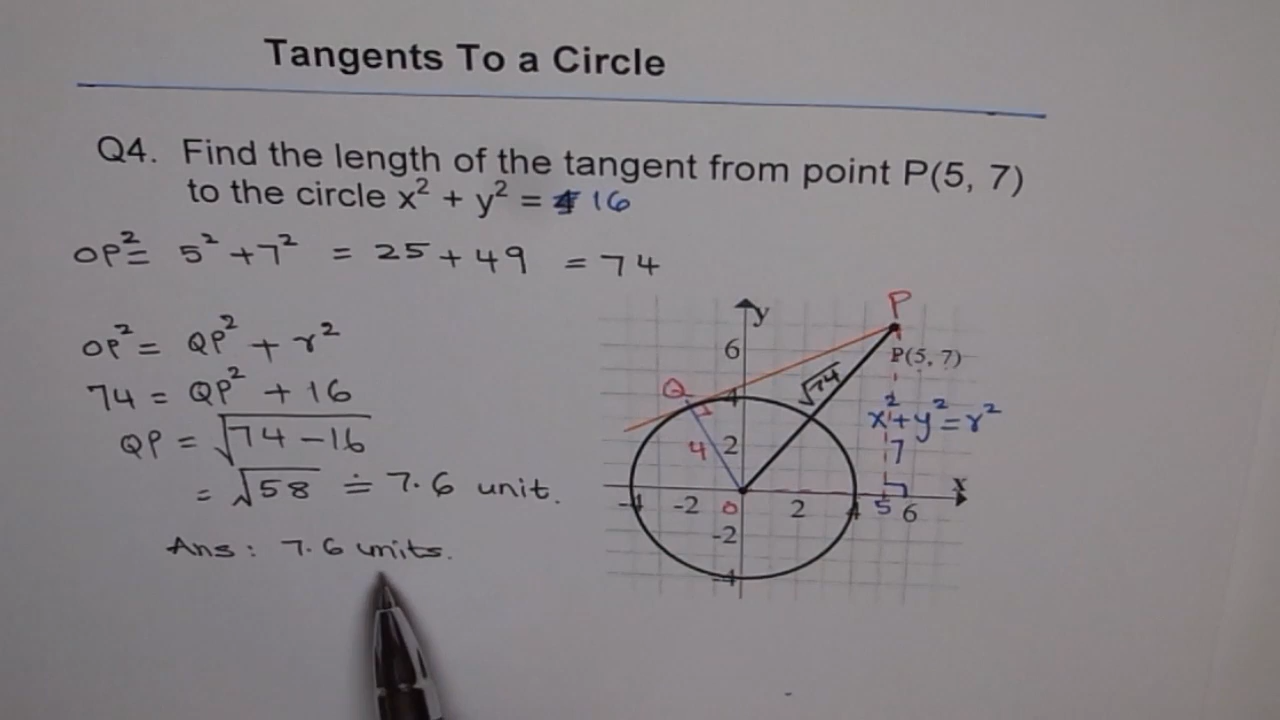 Tangents To a Circle
Q4. Find the length of the tangent from point P(5, 7)
to the circle x² + y² = 16
OP² = 5² + 7² = 25 + 49 = 74
OP² = QP² + r²
74 = QP² + 16
QP = √74 − 16
= √58 ≐ 7.6 unit.
Ans: 7.6 units.
P
y
6
P(5, 7)
√74
Q
4
x² + y² = r²
4
2
7
x
-4
-2
O
2
4
5
6
-2
-4